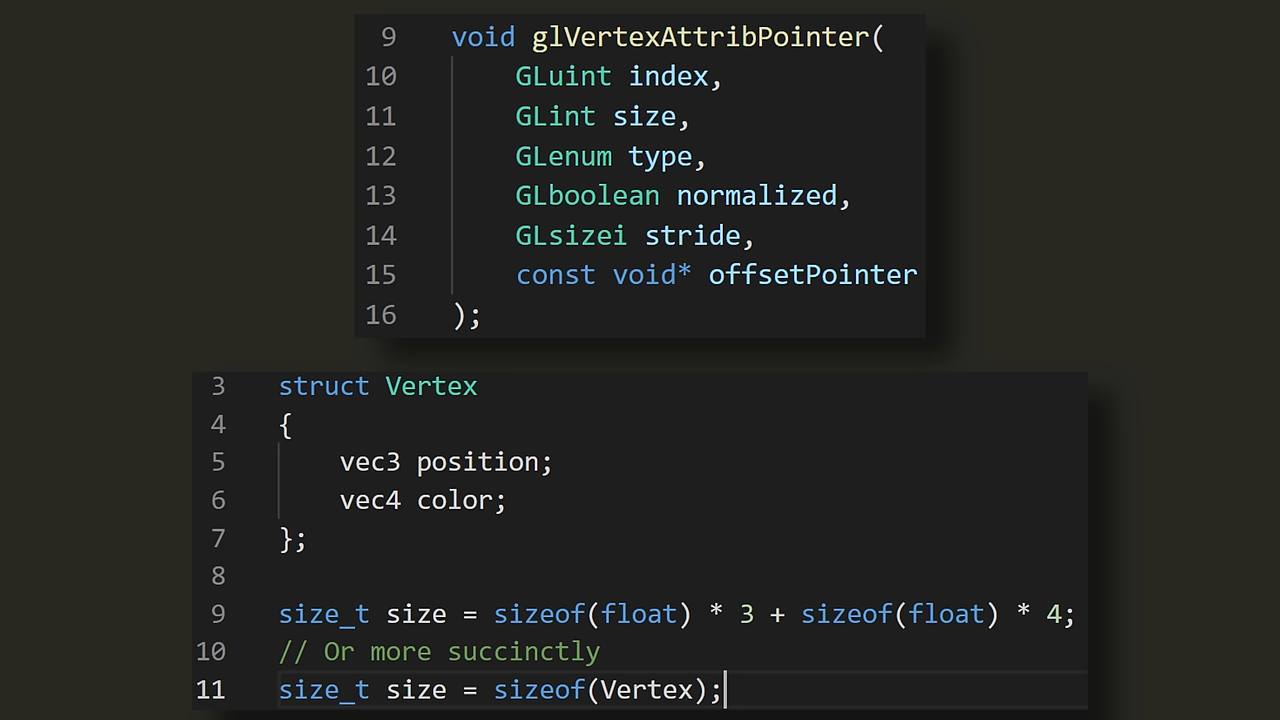 9 void glVertexAttribPointer(
10 GLuint index,
11 GLint size,
12 GLenum type,
13 GLboolean normalized,
14 GLsizei stride,
15 const void* offsetPointer
16 );
3 struct Vertex
4 {
5 vec3 position;
6 vec4 color;
7 };
8
9 size_t size = sizeof(float) * 3 + sizeof(float) * 4;
10 // Or more succinctly
11 size_t size = sizeof(Vertex);